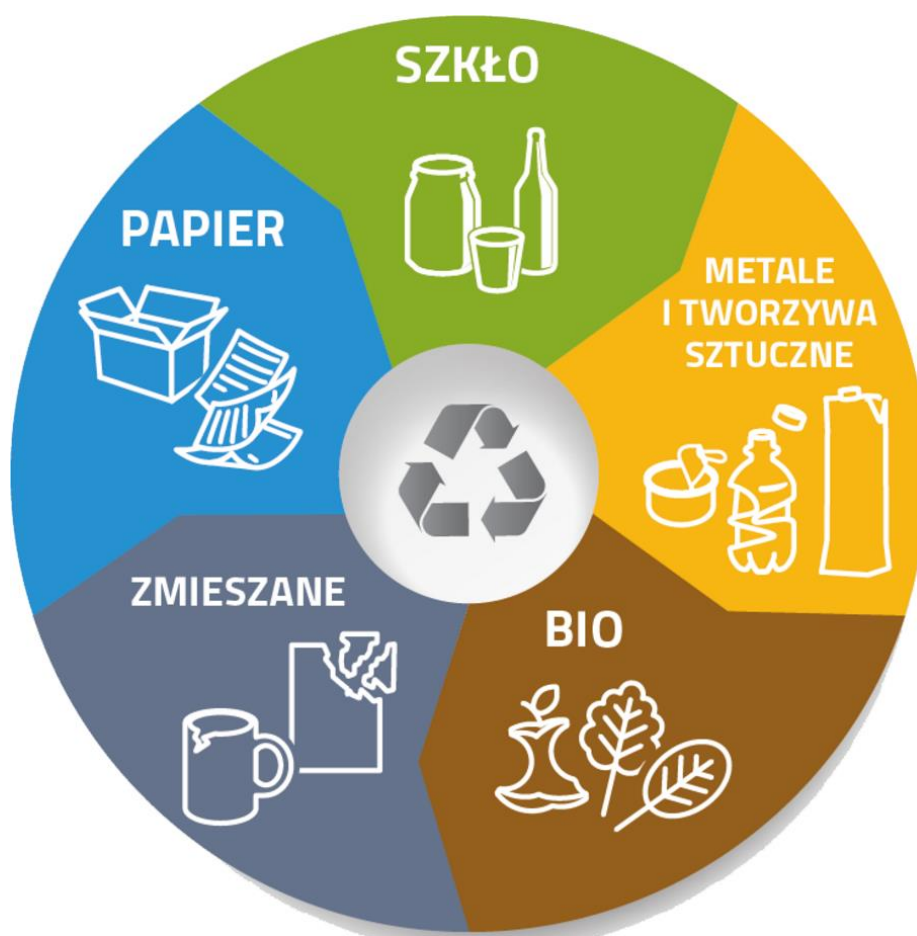 SZKŁO
PAPIER
METALE
I TWORZYWA
SZTUCZNE
ZMIESZANE
BIO